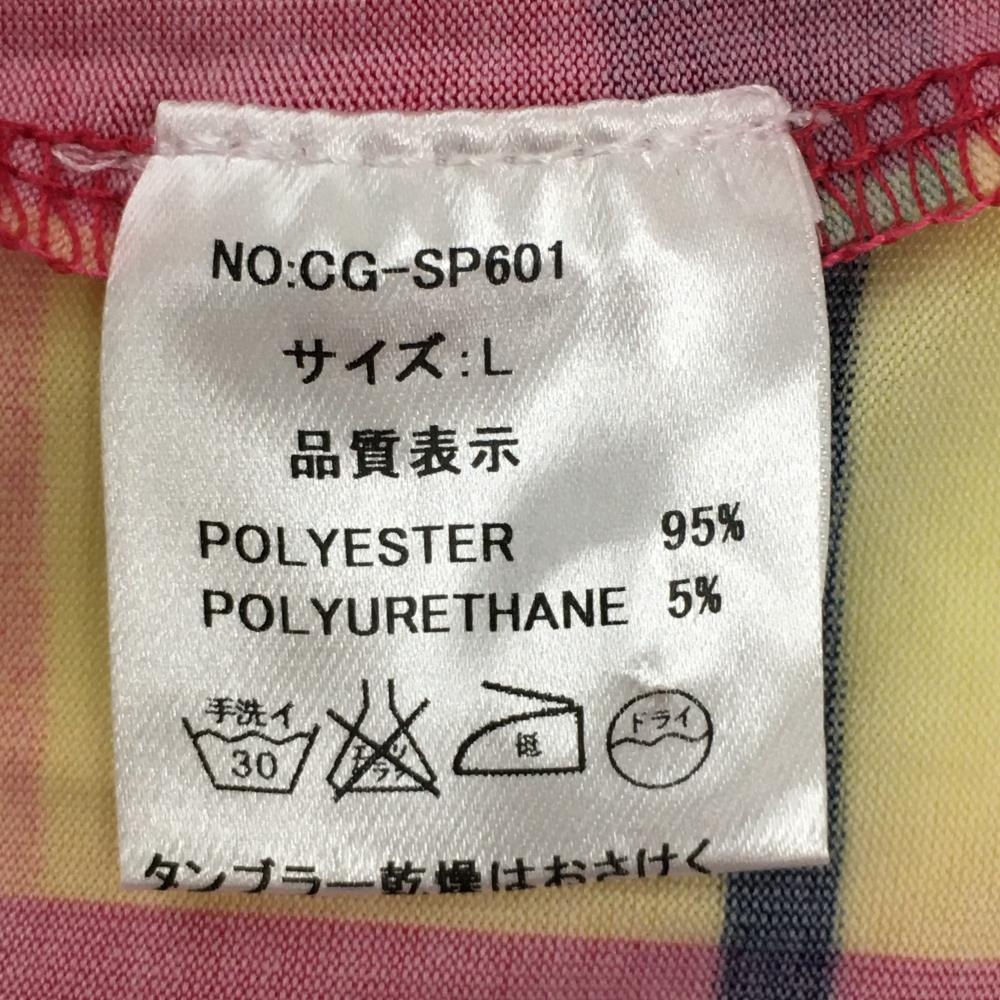 NO:CG-SP601
サイズ:L
品質表示
POLYESTER 95%
POLYURETHANE 5%
手洗イ 30 低 ドライ
タンブラー乾燥はおさけく